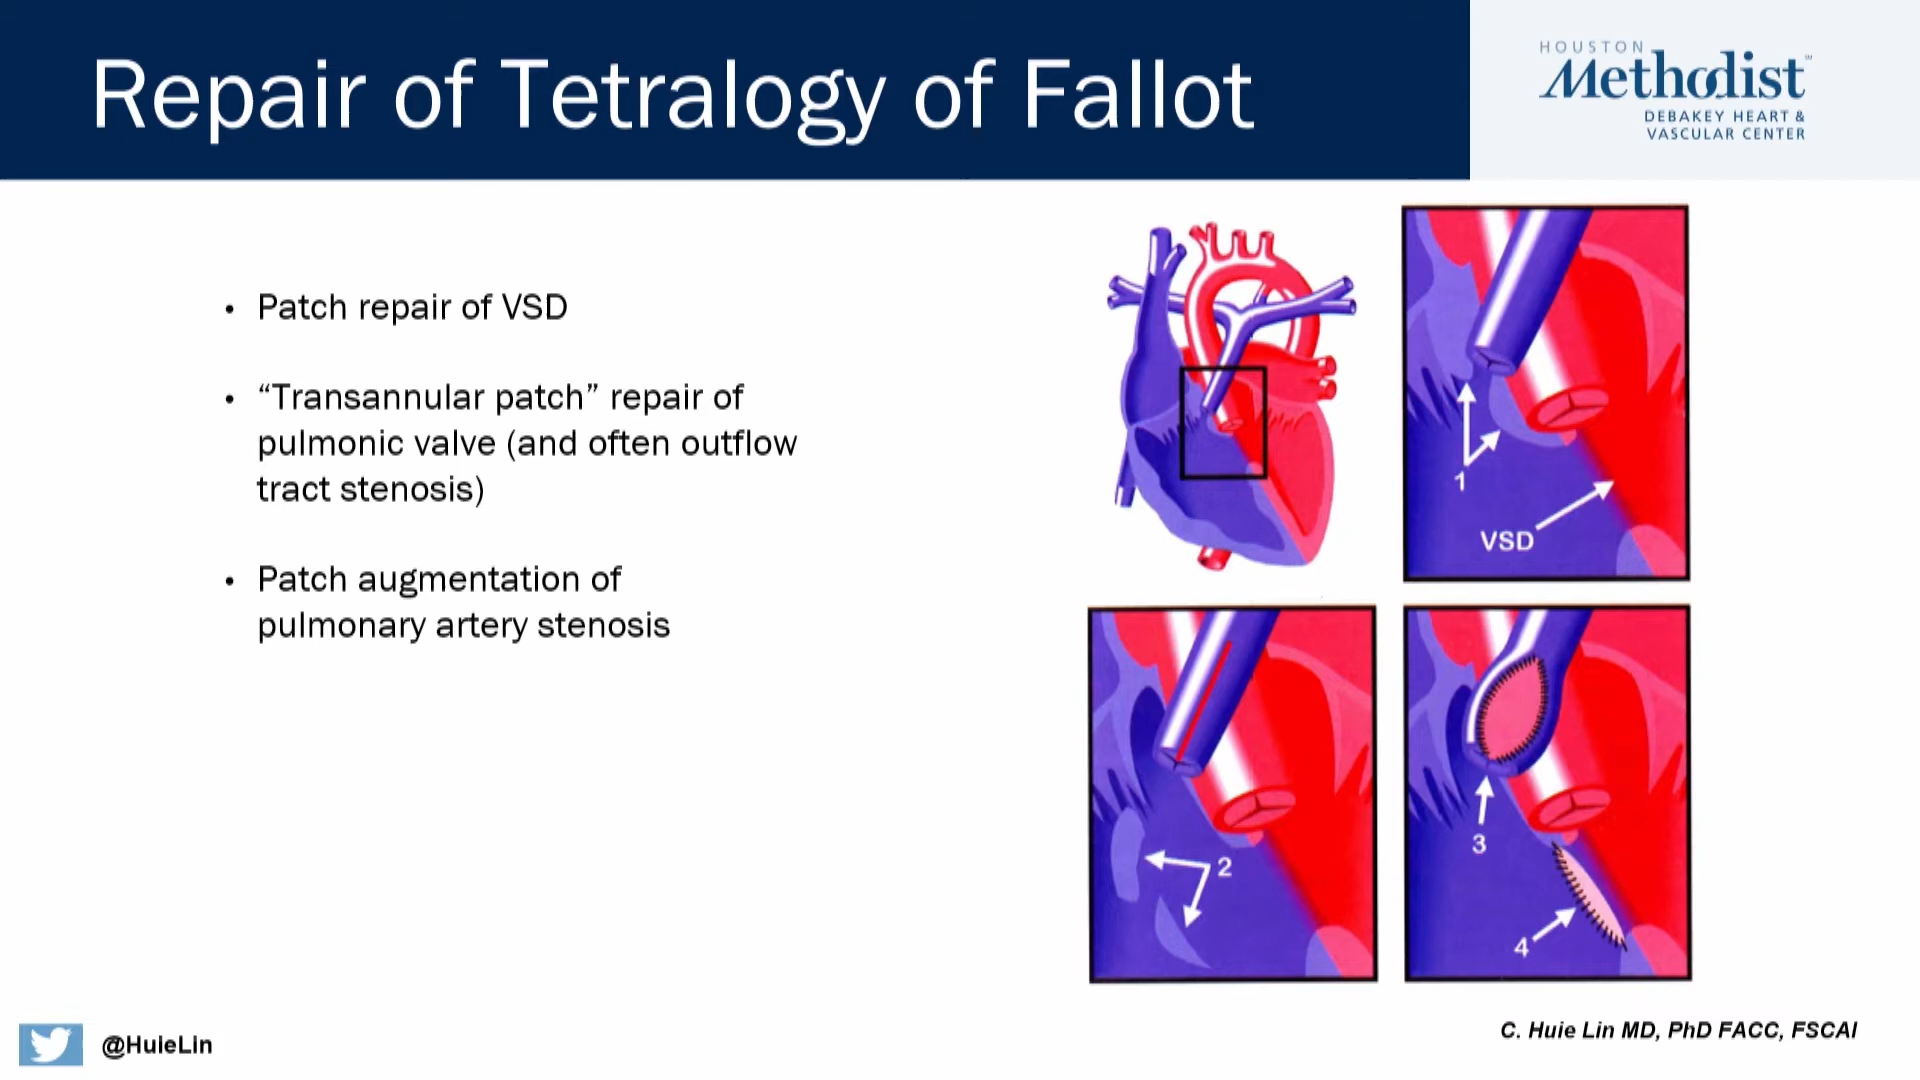 Repair of Tetralogy of Fallot
HOUSTON
Methodist
DEBAKEY HEART &
VASCULAR CENTER
• Patch repair of VSD
• “Transannular patch” repair of
pulmonic valve (and often outflow
tract stenosis)
• Patch augmentation of
pulmonary artery stenosis
1
VSD
2
3
4
@HuieLin
C. Huie Lin MD, PhD FACC, FSCAI